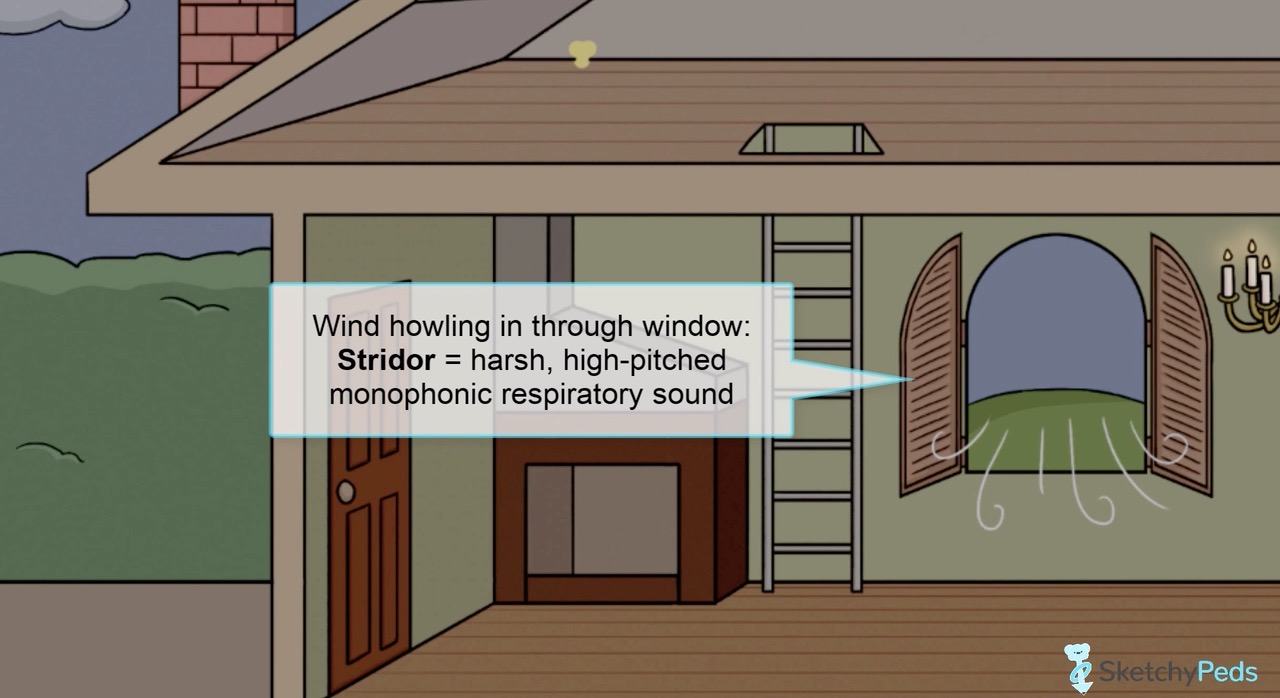 Wind howling in through window:
Stridor = harsh, high-pitched
monophonic respiratory sound
SketchyPeds